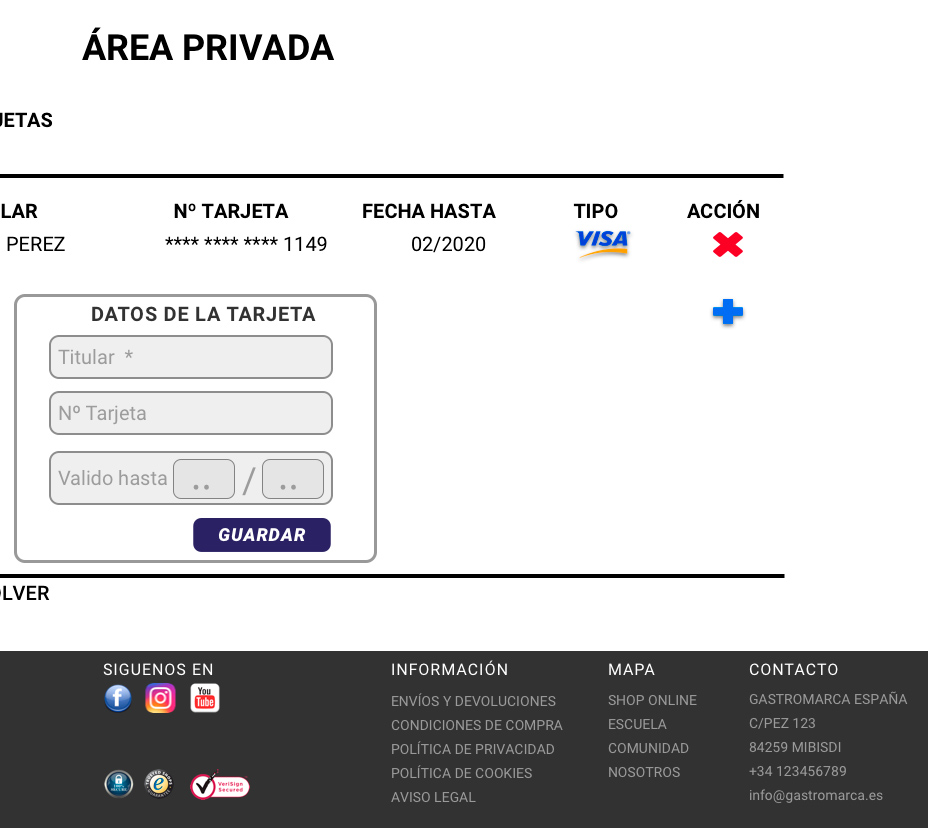 ÁREA PRIVADA
JETAS
LAR Nº TARJETA FECHA HASTA TIPO ACCIÓN
PEREZ **** **** **** 1149 02/2020 VISA
DATOS DE LA TARJETA
Titular *
Nº Tarjeta
Valido hasta .. / ..
GUARDAR
OLVER
SIGUENOS EN
You
Tube
VeriSign
Secured
INFORMACIÓN
ENVÍOS Y DEVOLUCIONES
CONDICIONES DE COMPRA
POLÍTICA DE PRIVACIDAD
POLÍTICA DE COOKIES
AVISO LEGAL
MAPA
SHOP ONLINE
ESCUELA
COMUNIDAD
NOSOTROS
CONTACTO
GASTROMARCA ESPAÑA
C/PEZ 123
84259 MIBISDI
+34 123456789
info@gastromarca.es